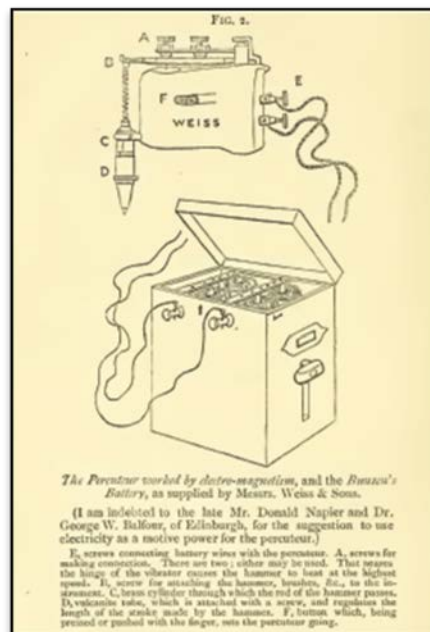 FIG. 2.
A
B
E
F
WEISS
C
D
The Percuteur worked by electro-magnetism, and the Bunsen's
Battery, as supplied by Messrs. Weiss & Sons.
(I am indebted to the late Mr. Donald Napier and Dr.
George W. Balfour, of Edinburgh, for the suggestion to use
electricity as a motive power for the percuteur.)
E, screws connecting battery wires with the percuteur. A, screws for
making connection. There are two; either may be used. That nearest
the hinge of the vibrator causes the hammer to beat at the highest
speed. B, screw for attaching the hammer, brushes, &c., to the in-
strument. C, brass cylinder through which the rod of the hammer passes.
D, vulcanite tube, which is attached with a screw, and regulates the
length of the stroke made by the hammer. F, button which, being
pressed or pushed with the finger, sets the percuteur going.